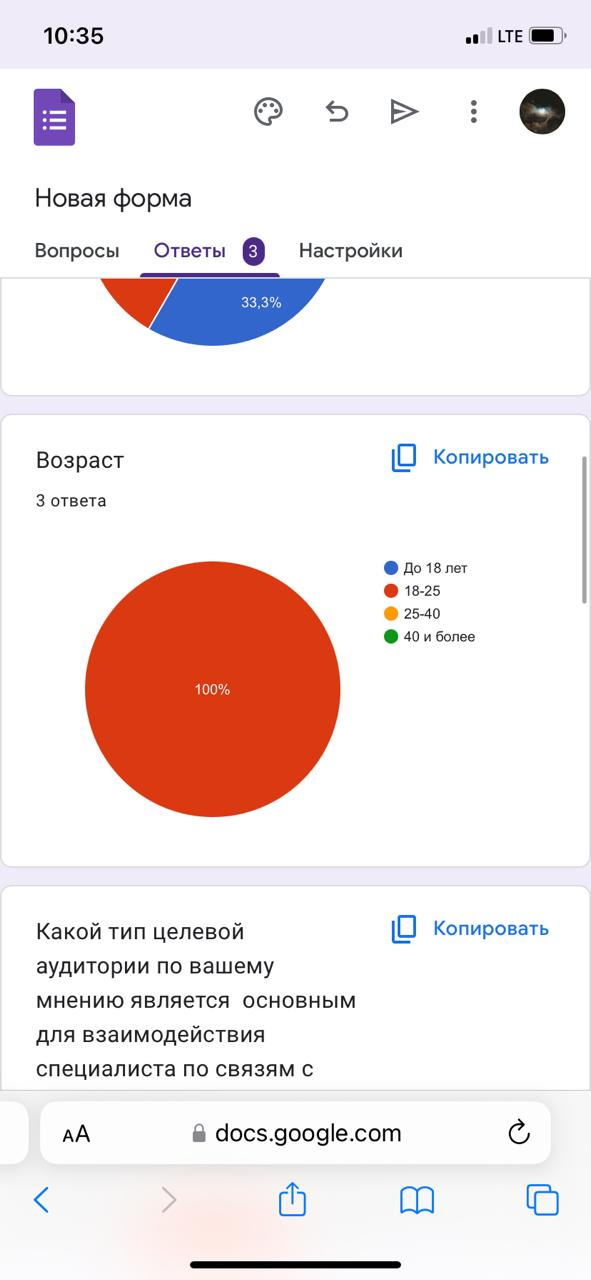 10:35
LTE
Новая форма
Вопросы Ответы 3 Настройки
33,3%
Возраст
Копировать
3 ответа
До 18 лет
18-25
25-40
40 и более
100%
Какой тип целевой
аудитории по вашему
мнению является основным
для взаимодействия
специалиста по связям с
Копировать
AA docs.google.com